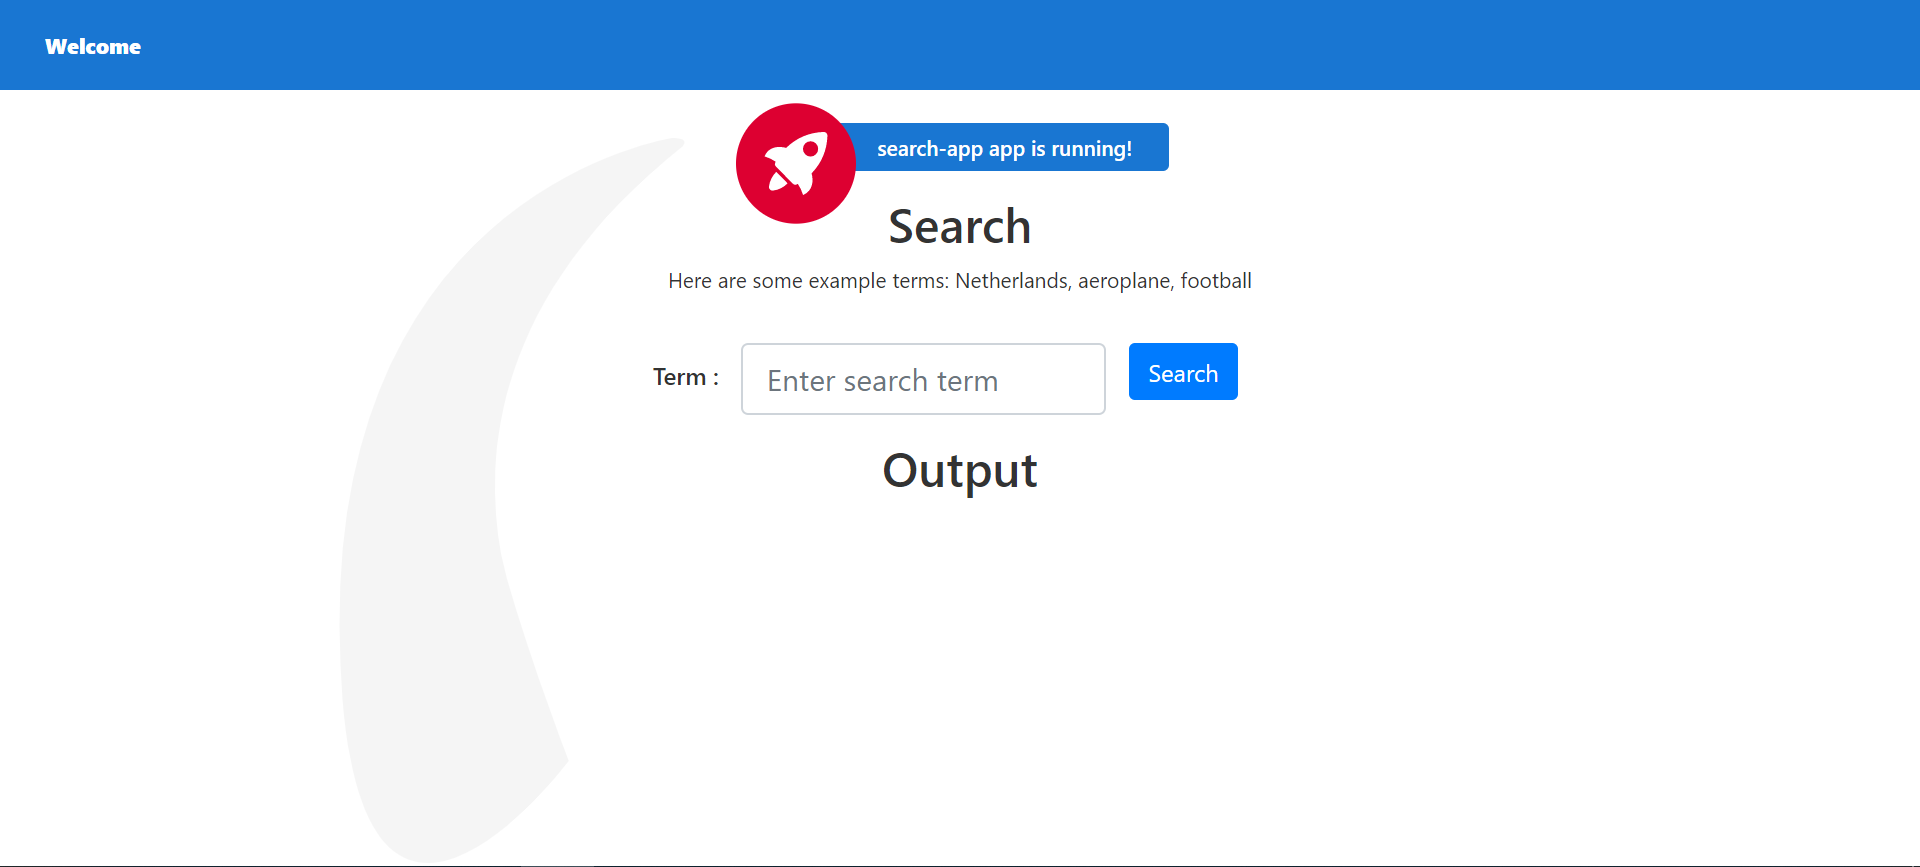 Welcome
search-app app is running!
Search
Here are some example terms: Netherlands, aeroplane, football
Term :
Enter search term
Search
Output